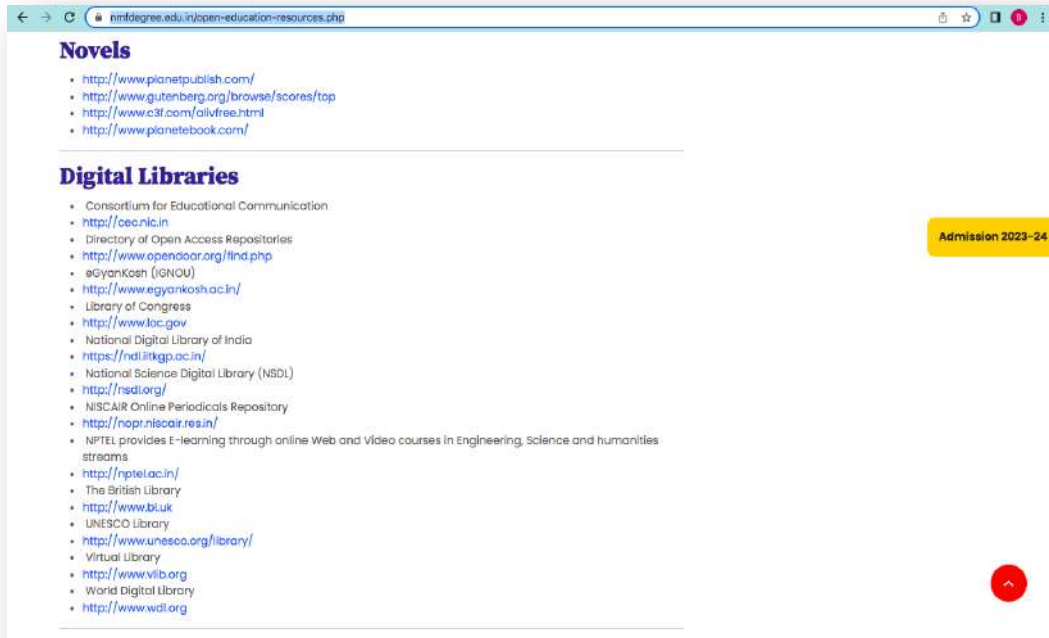 nmfdegree.edu.in/open-education-resources.php
B
Novels
http://www.planetpublish.com/
http://www.gutenberg.org/browse/scores/top
http://www.c3f.com/alivfree.html
http://www.planetebook.com/
Digital Libraries
Consortium for Educational Communication
http://cec.nic.in
Directory of Open Access Repositories
http://www.opendoar.org/find.php
eGyanKosh (IGNOU)
http://www.egyankosh.ac.in/
Library of Congress
http://www.loc.gov
National Digital Library of India
https://ndl.iitkgp.ac.in/
National Science Digital Library (NSDL)
http://nsdl.org/
NISCAIR Online Periodicals Repository
http://nopr.niscair.res.in/
NPTEL provides E-learning through online Web and Video courses in Engineering, Science and humanities
streams
http://nptel.ac.in/
The British Library
http://www.bl.uk
UNESCO Library
http://www.unesco.org/library/
Virtual Library
http://www.vlib.org
World Digital Library
http://www.wdl.org
Admission 2023-24